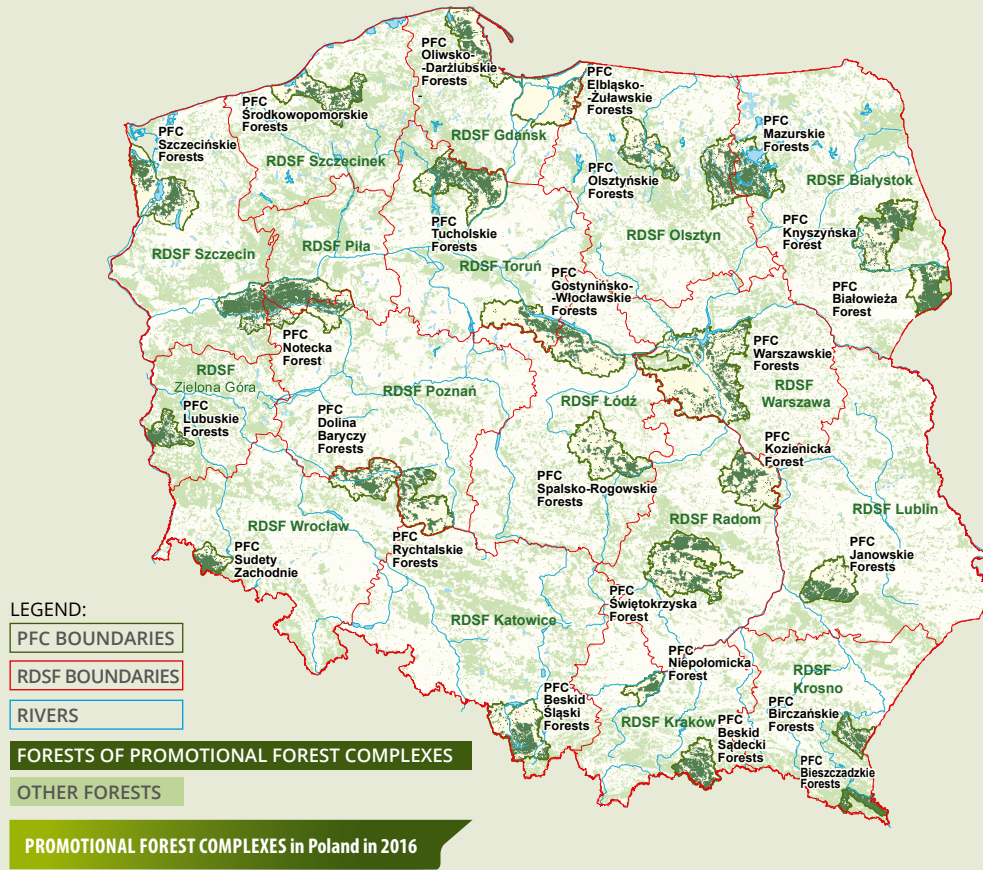 PFC
Oliwsko-
-Darżlubskie
Forests
PFC
Elbląsko-
-Żuławskie
Forests
PFC
Środkowopomorskie
Forests
PFC
Szczecińskie
Forests
RDSF Gdańsk
PFC
Mazurskie
Forests
RDSF Szczecinek
PFC
Olsztyńskie
Forests
RDSF Białystok
PFC
Tucholskie
Forests
PFC
Knyszyńska
Forest
RDSF Szczecin
RDSF Piła
RDSF Olsztyn
RDSF Toruń
PFC
Gostynińsko-
-Włocławskie
Forests
PFC
Białowieża
Forest
PFC
Notecka
Forest
PFC
Warszawskie
Forests
RDSF
Zielona Góra
RDSF Poznań
RDSF Łódź
RDSF
Warszawa
PFC
Lubuskie
Forests
PFC
Dolina
Baryczy
Forests
PFC
Kozienicka
Forest
PFC
Spalsko-Rogowskie
Forests
RDSF Wrocław
RDSF Radom
RDSF Lublin
PFC
Rychtalskie
Forests
PFC
Sudety
Zachodnie
PFC
Janowskie
Forests
PFC
Świętokrzyska
Forest
RDSF Katowice
PFC
Niepołomicka
Forest
RDSF
Krosno
PFC
Beskid
Śląski
Forests
RDSF Kraków
PFC
Beskid
Sądecki
Forests
PFC
Birczańskie
Forests
PFC
Bieszczadzkie
Forests
LEGEND:
PFC BOUNDARIES
RDSF BOUNDARIES
RIVERS
FORESTS OF PROMOTIONAL FOREST COMPLEXES
OTHER FORESTS
PROMOTIONAL FOREST COMPLEXES in Poland in 2016